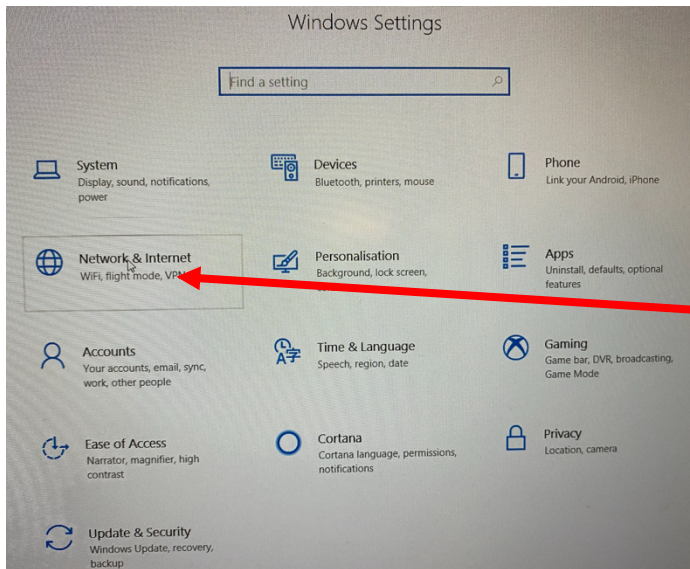 Windows Settings
Find a setting
System
Display, sound, notifications,
power
Devices
Bluetooth, printers, mouse
Phone
Link your Android, iPhone
Network & Internet
WiFi, flight mode, VPN
Personalisation
Background, lock screen,
Apps
Uninstall, defaults, optional
features
Accounts
Your accounts, email, sync,
work, other people
Time & Language
Speech, region, date
Gaming
Game bar, DVR, broadcasting,
Game Mode
Ease of Access
Narrator, magnifier, high
contrast
Cortana
Cortana language, permissions,
notifications
Privacy
Location, camera
Update & Security
Windows Update, recovery,
backup